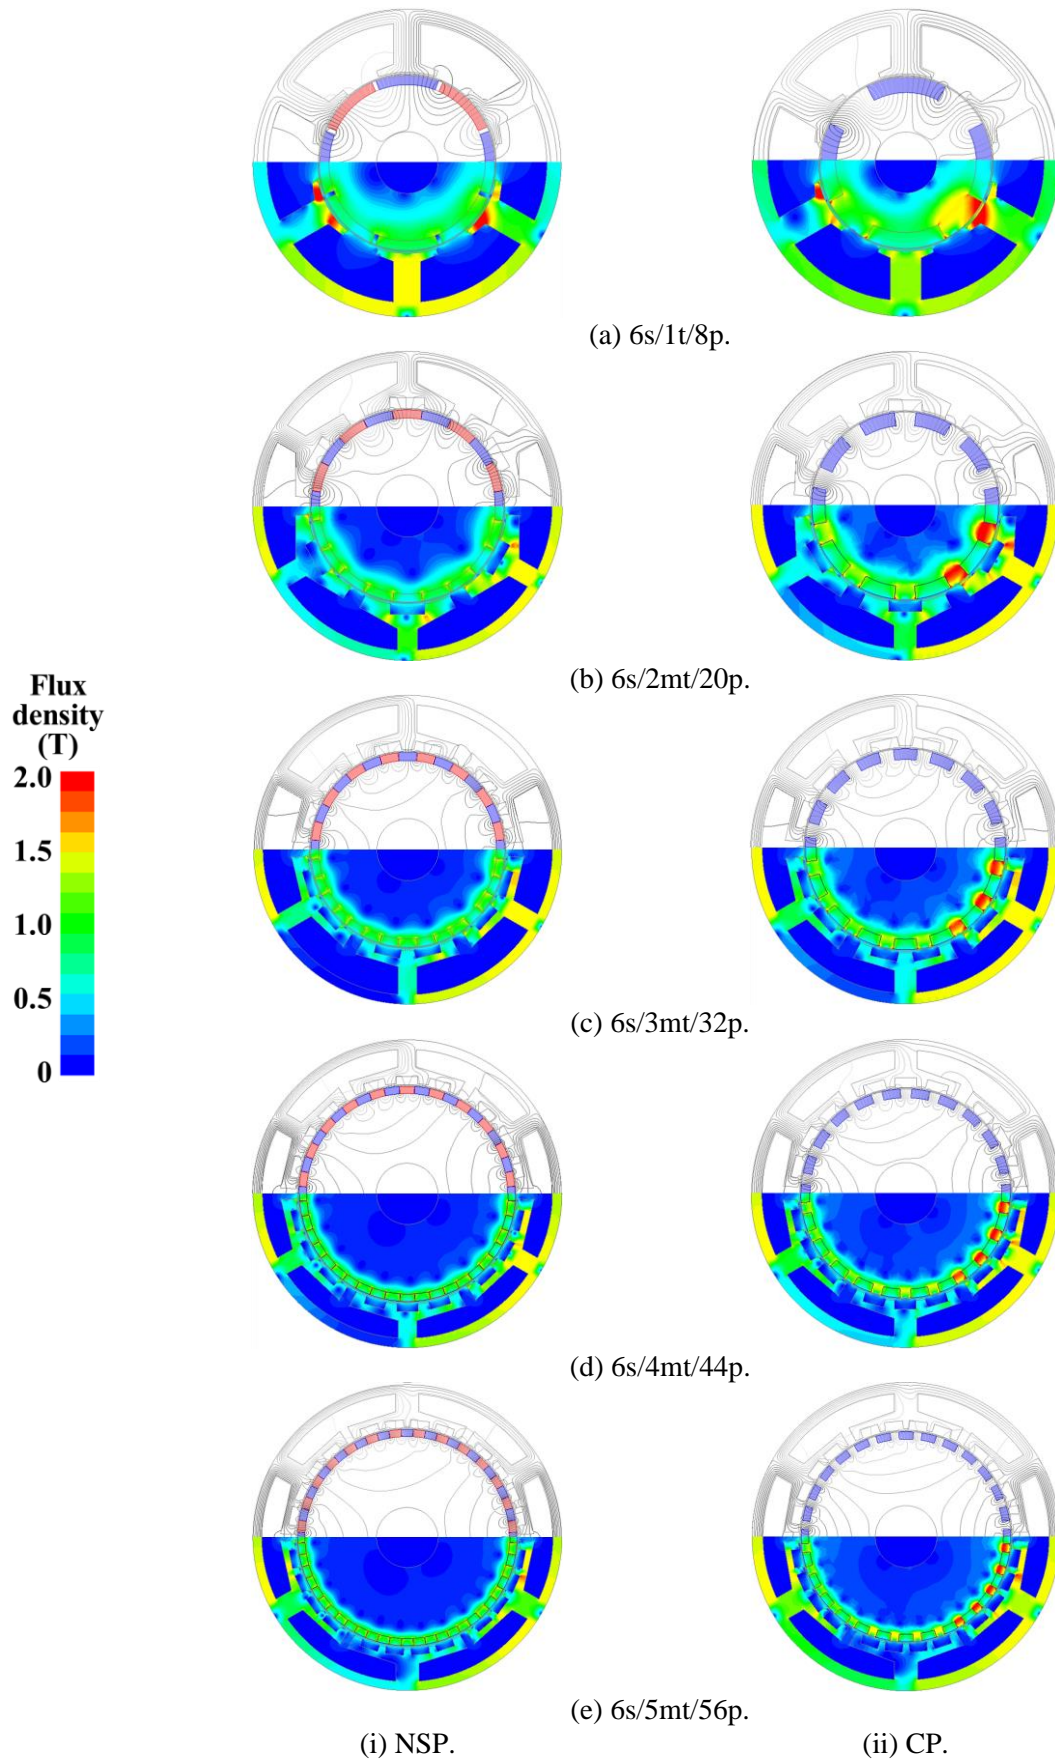 (a) 6s/1t/8p.
(b) 6s/2mt/20p.
Flux
density
(T)
2.0
1.5
1.0
0.5
0
(c) 6s/3mt/32p.
(d) 6s/4mt/44p.
(e) 6s/5mt/56p.
(i) NSP. (ii) CP.